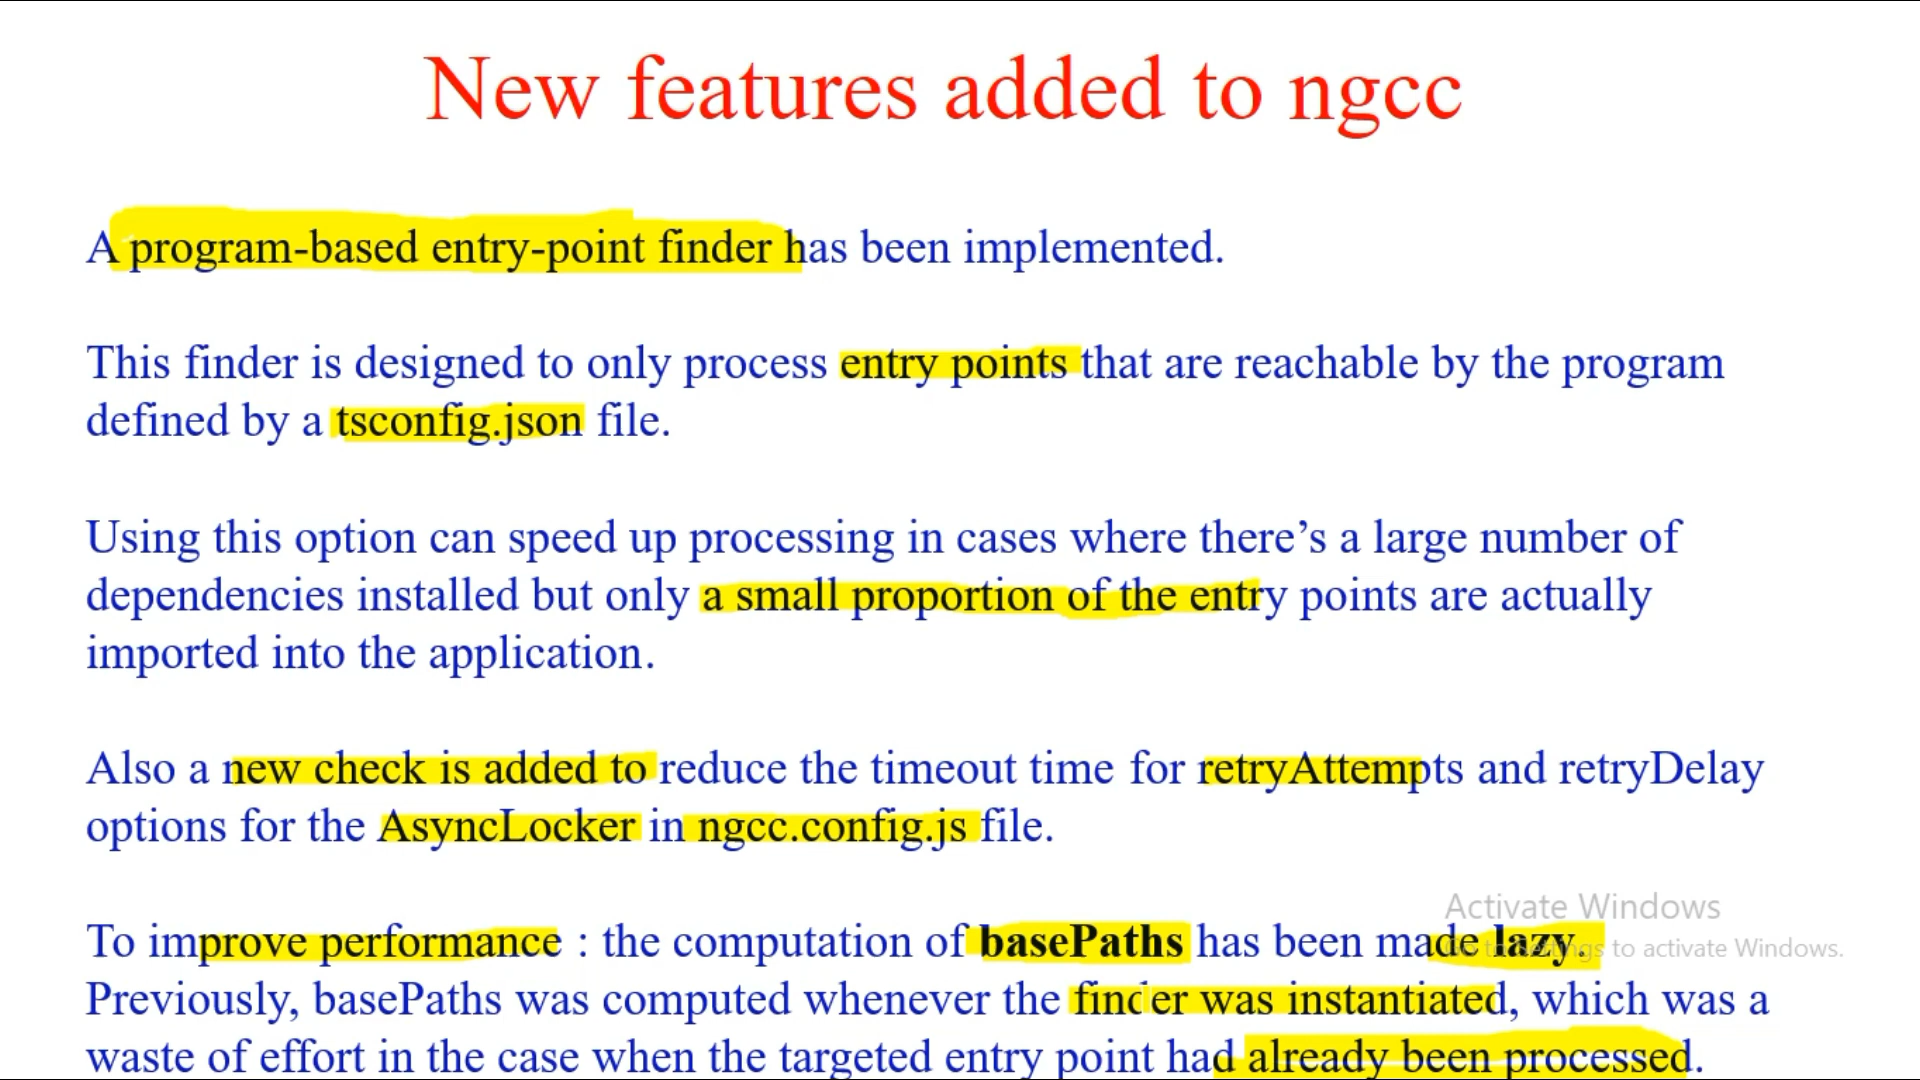 New features added to ngcc
A program-based entry-point finder has been implemented.
This finder is designed to only process entry points that are reachable by the program
defined by a tsconfig.json file.
Using this option can speed up processing in cases where there’s a large number of
dependencies installed but only a small proportion of the entry points are actually
imported into the application.
Also a new check is added to reduce the timeout time for retryAttempts and retryDelay
options for the AsyncLocker in ngcc.config.js file.
Activate Windows
To improve performance : the computation of basePaths has been made lazy.
Go to Settings to activate Windows.
Previously, basePaths was computed whenever the finder was instantiated, which was a
waste of effort in the case when the targeted entry point had already been processed.